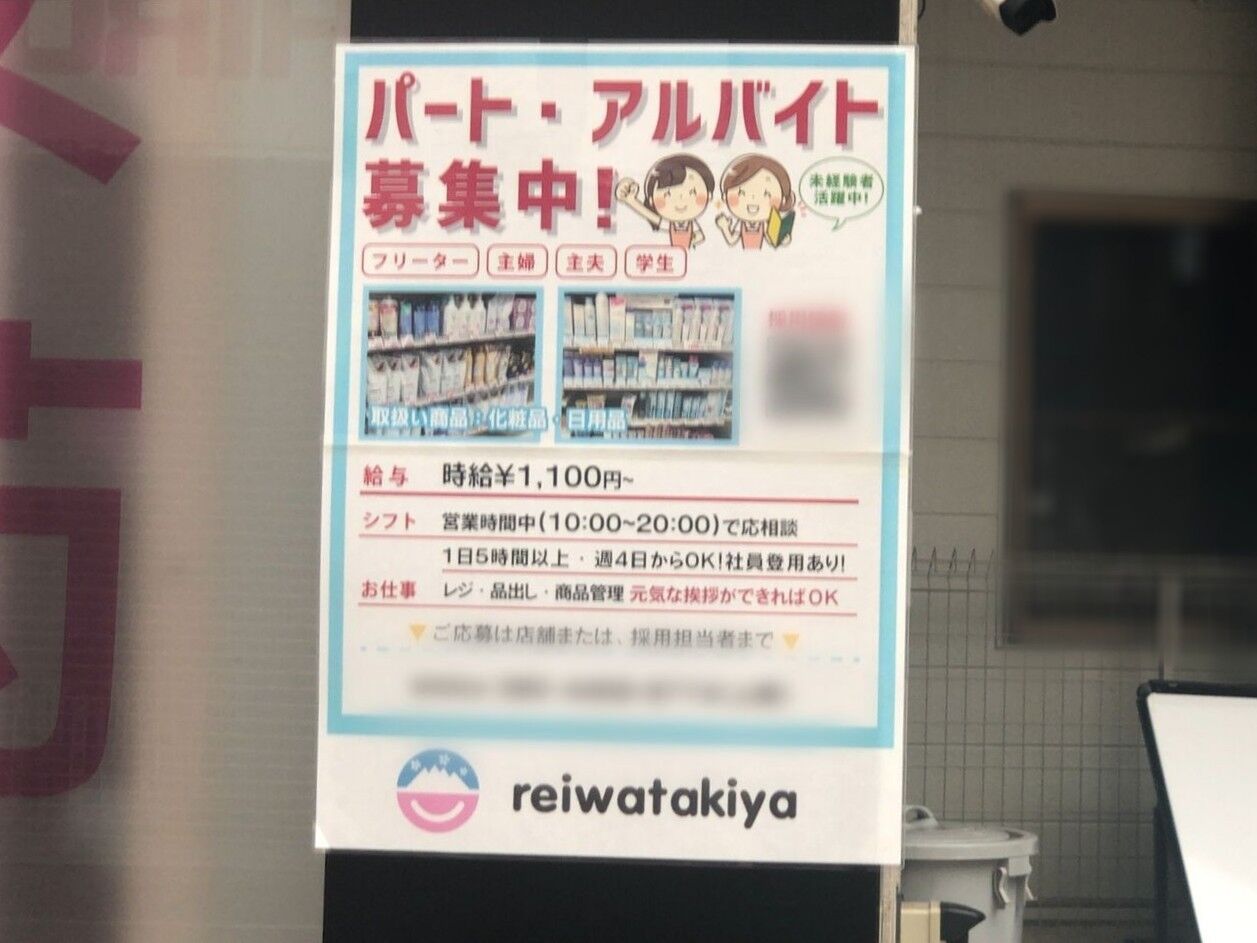 パート・アルバイト
募集中!
未経験者
活躍中!
フリーター 主婦 主夫 学生
取扱い商品:化粧品・日用品
給与 時給¥1,100円~
シフト 営業時間中(10:00~20:00)で応相談
1日5時間以上・週4日からOK!社員登用あり!
お仕事 レジ・品出し・商品管理 元気な挨拶ができればOK
▼ご応募は店舗または、採用担当者まで▼
reiwatakiya